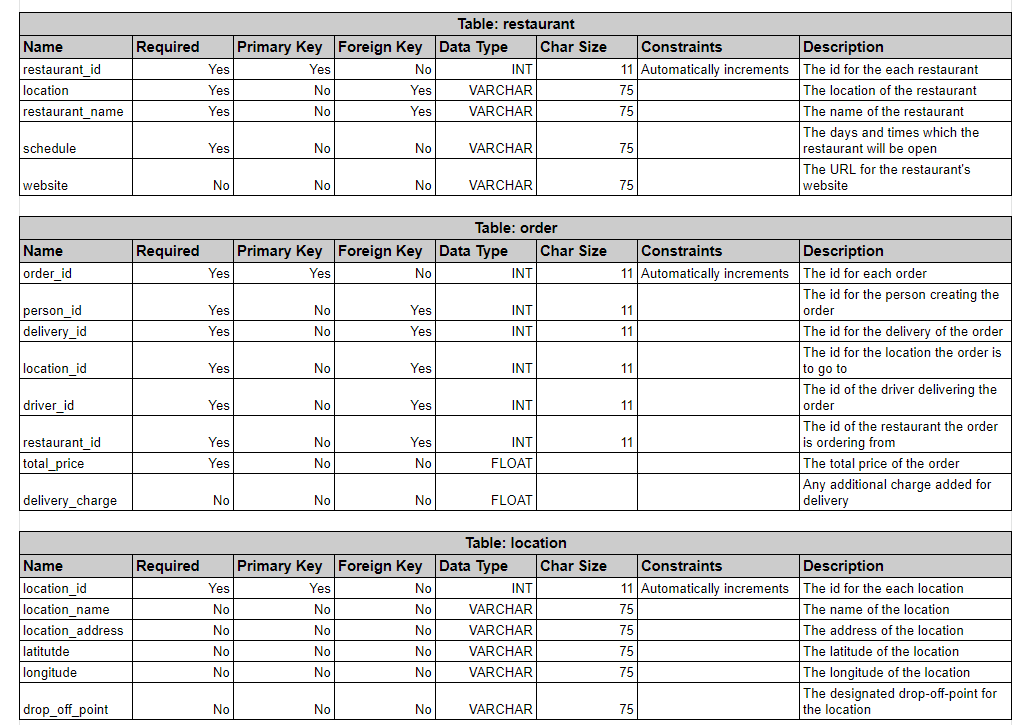 Table: restaurant
Name Required Primary Key Foreign Key Data Type Char Size Constraints Description
restaurant_id Yes Yes No INT 11 Automatically increments The id for the each restaurant
location Yes No Yes VARCHAR 75 The location of the restaurant
restaurant_name Yes No Yes VARCHAR 75 The name of the restaurant
The days and times which the
schedule Yes No No VARCHAR 75 restaurant will be open
The URL for the restaurant's
website No No No VARCHAR 75 website
Table: order
Name Required Primary Key Foreign Key Data Type Char Size Constraints Description
order_id Yes Yes No INT 11 Automatically increments The id for each order
The id for the person creating the
person_id Yes No Yes INT 11 order
delivery_id Yes No Yes INT 11 The id for the delivery of the order
The id for the location the order is
location_id Yes No Yes INT 11 to go to
The id of the driver delivering the
driver_id Yes No Yes INT 11 order
The id of the restaurant the order
restaurant_id Yes No Yes INT 11 is ordering from
total_price Yes No No FLOAT The total price of the order
Any additional charge added for
delivery_charge No No No FLOAT delivery
Table: location
Name Required Primary Key Foreign Key Data Type Char Size Constraints Description
location_id Yes Yes No INT 11 Automatically increments The id for the each location
location_name No No No VARCHAR 75 The name of the location
location_address No No No VARCHAR 75 The address of the location
latitutde No No No VARCHAR 75 The latitude of the location
longitude No No No VARCHAR 75 The longitude of the location
The designated drop-off-point for
drop_off_point No No No VARCHAR 75 the location